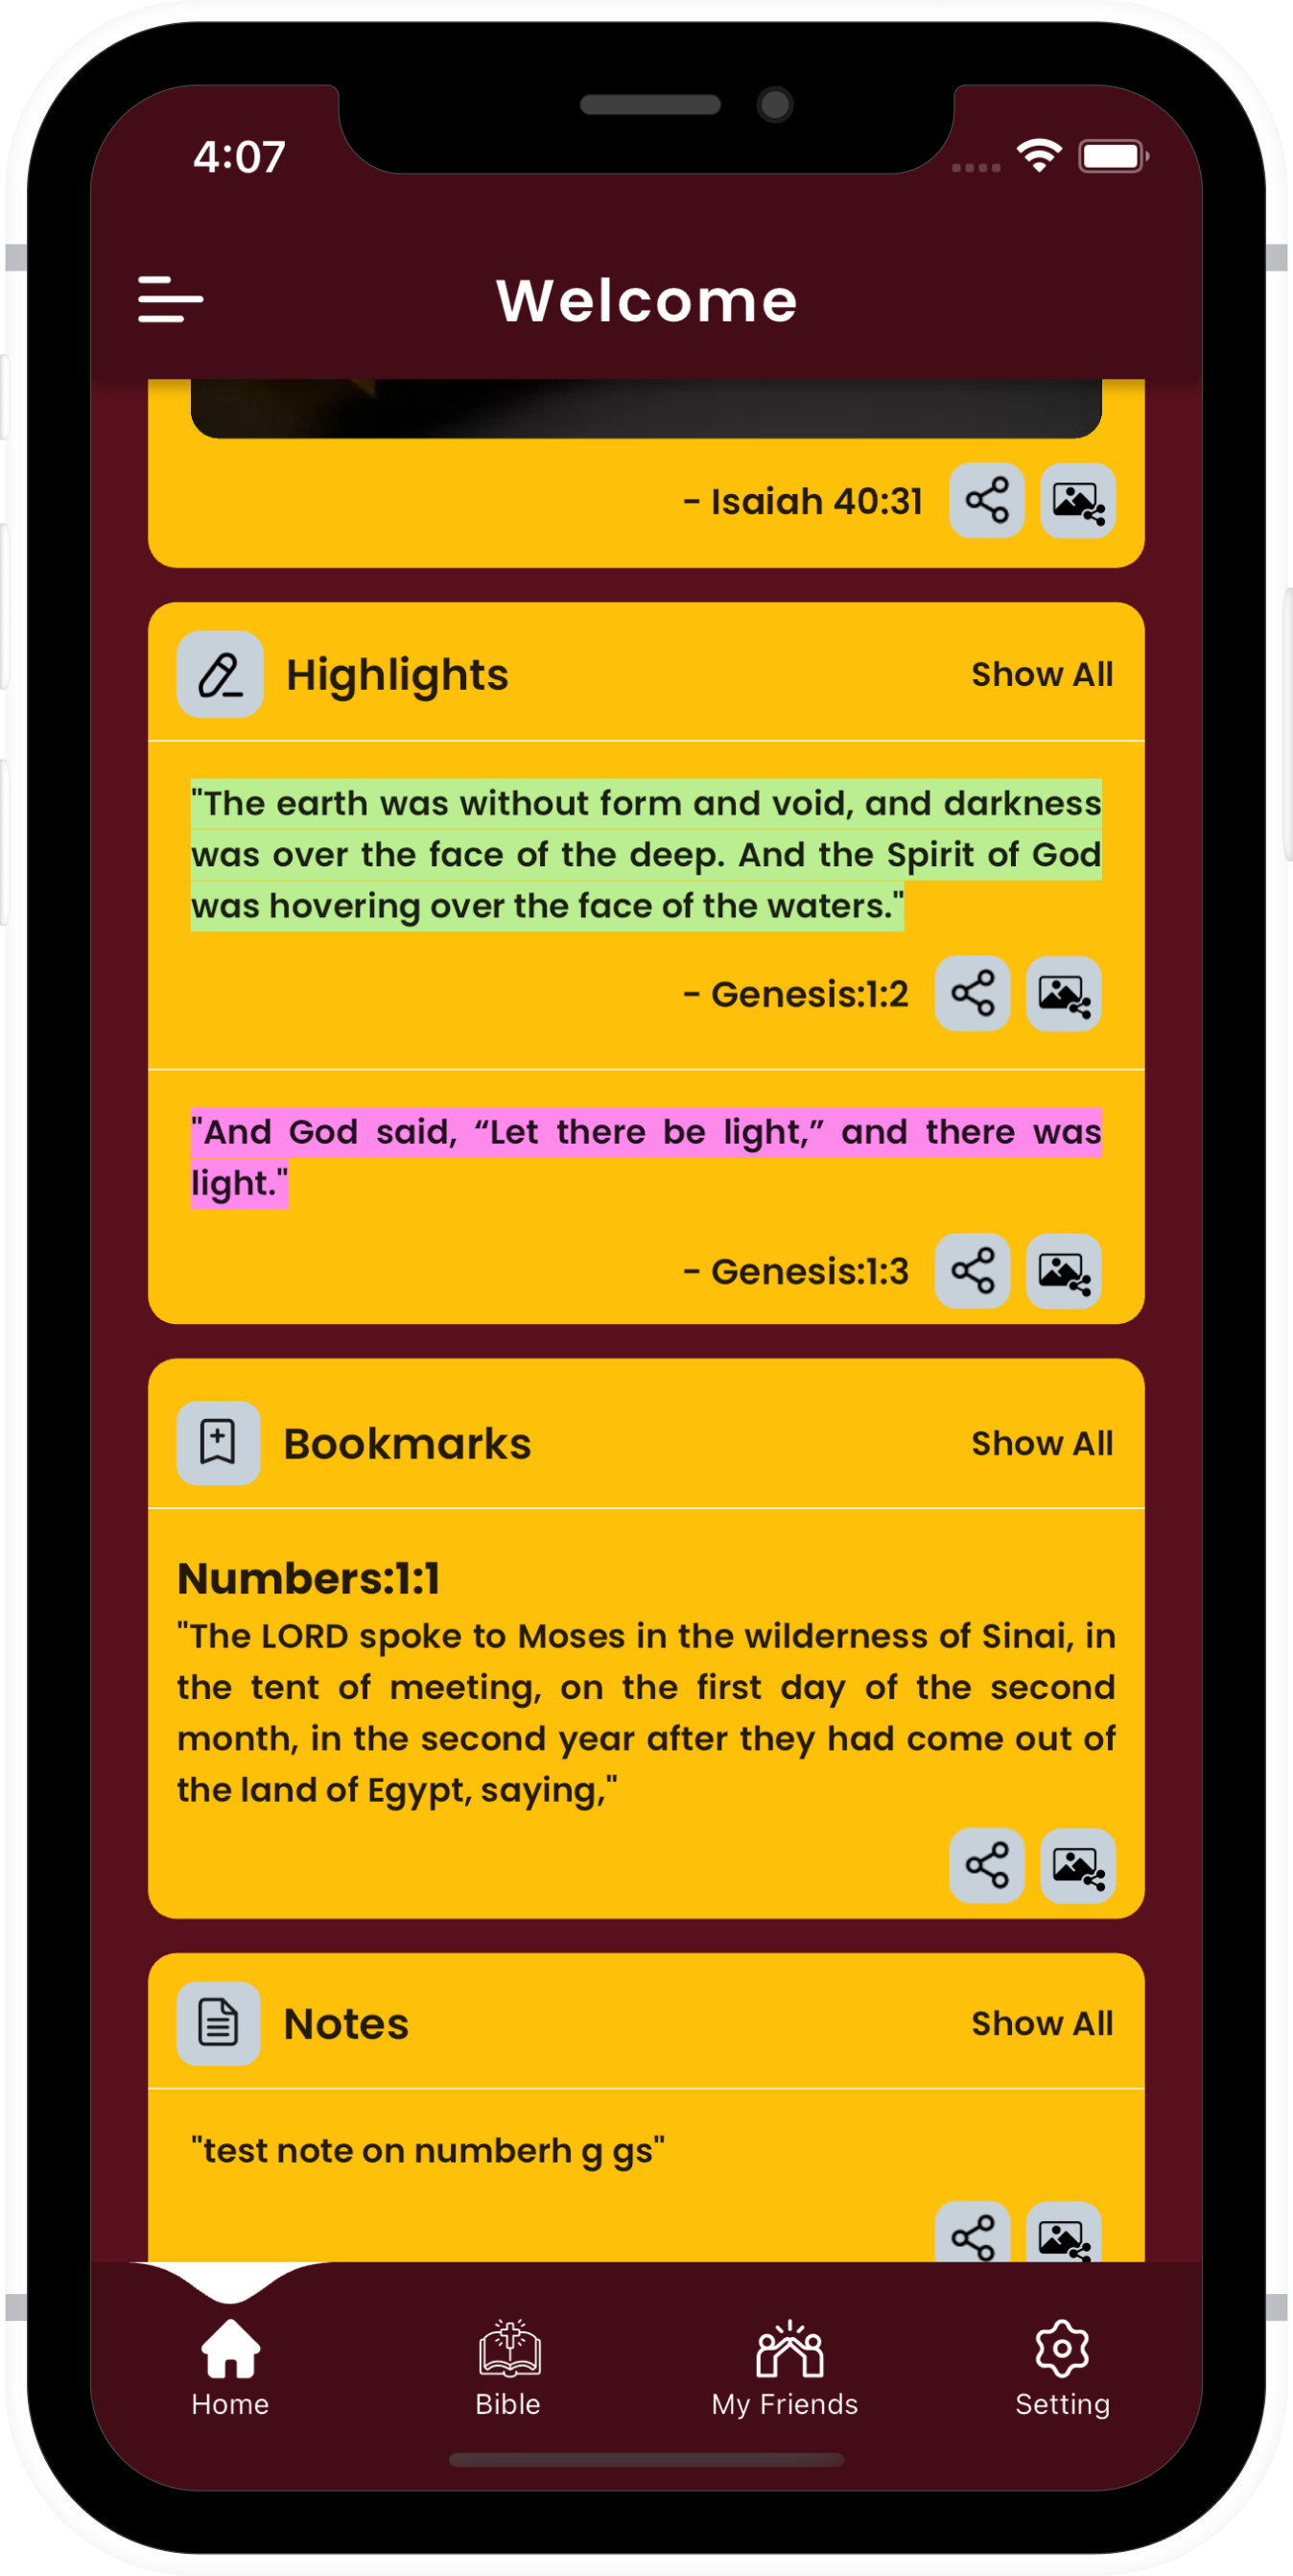 4:07
Welcome
- Isaiah 40:31
Highlights
Show All
"The earth was without form and void, and darkness
was over the face of the deep. And the Spirit of God
was hovering over the face of the waters."
- Genesis:1:2
"And God said, “Let there be light,” and there was
light."
- Genesis:1:3
Bookmarks
Show All
Numbers:1:1
"The LORD spoke to Moses in the wilderness of Sinai, in
the tent of meeting, on the first day of the second
month, in the second year after they had come out of
the land of Egypt, saying,"
Notes
Show All
"test note on numberh g gs"
Home
Bible
My Friends
Setting